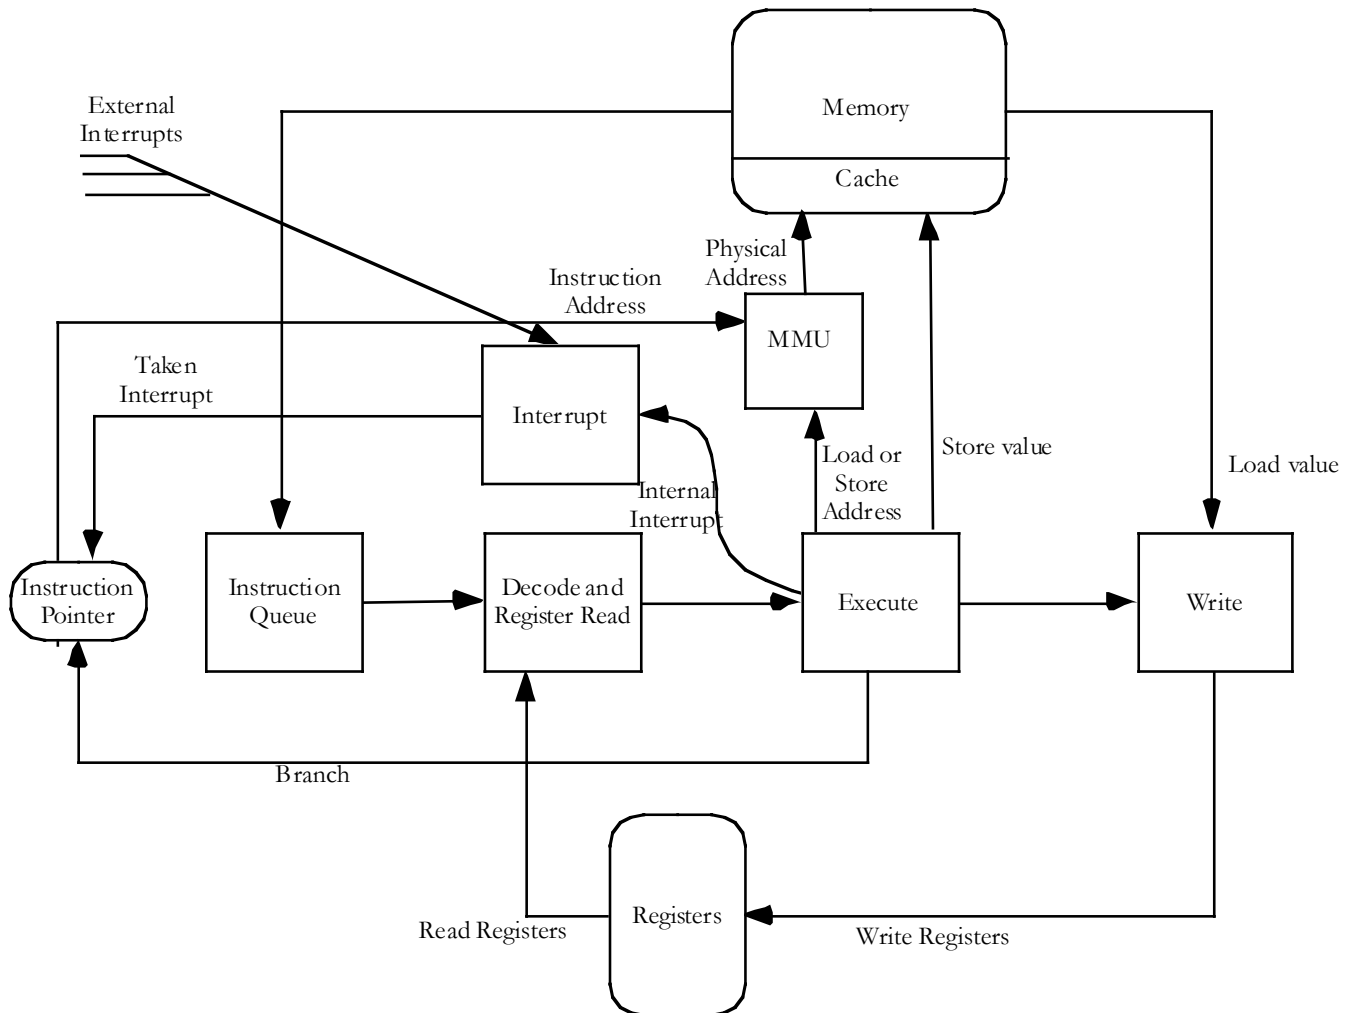 Memory
Cache
External
Interrupts
Physical
Address
Instruction
Address
MMU
Taken
Interrupt
Interrupt
Load or
Store
Address
Store value
Load value
Internal
Interrupt
Instruction
Pointer
Instruction
Queue
Decode and
Register Read
Execute
Write
Branch
Registers
Read Registers
Write Registers